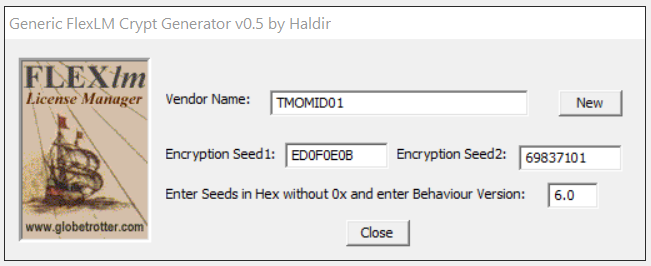 Generic FlexLM Crypt Generator v0.5 by Haldir
FLEXlm
License Manager
www.globetrotter.com
Vendor Name: TMOMID01 New
Encryption Seed1: ED0F0E0B Encryption Seed2: 69837101
Enter Seeds in Hex without 0x and enter Behaviour Version: 6.0
Close